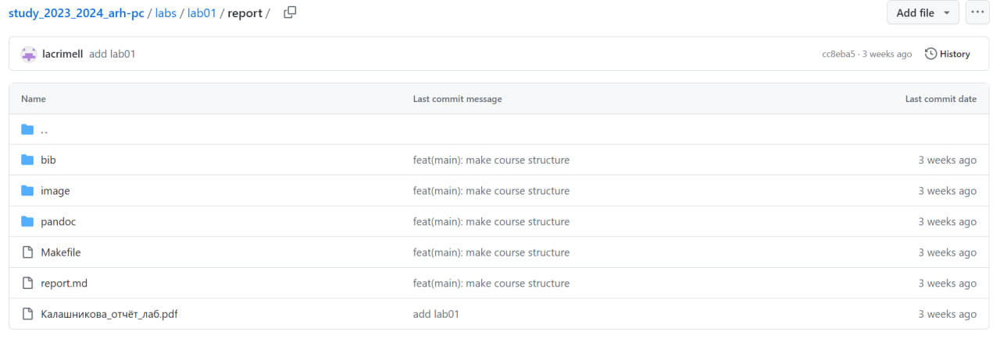 study_2023_2024_arh-pc / labs / lab01 / report / Add file ...
lacrimell add lab01 cc8eba5 · 3 weeks ago History
Name Last commit message Last commit date
..
bib feat(main): make course structure 3 weeks ago
image feat(main): make course structure 3 weeks ago
pandoc feat(main): make course structure 3 weeks ago
Makefile feat(main): make course structure 3 weeks ago
report.md feat(main): make course structure 3 weeks ago
Калашникова_отчёт_лаб.pdf add lab01 3 weeks ago